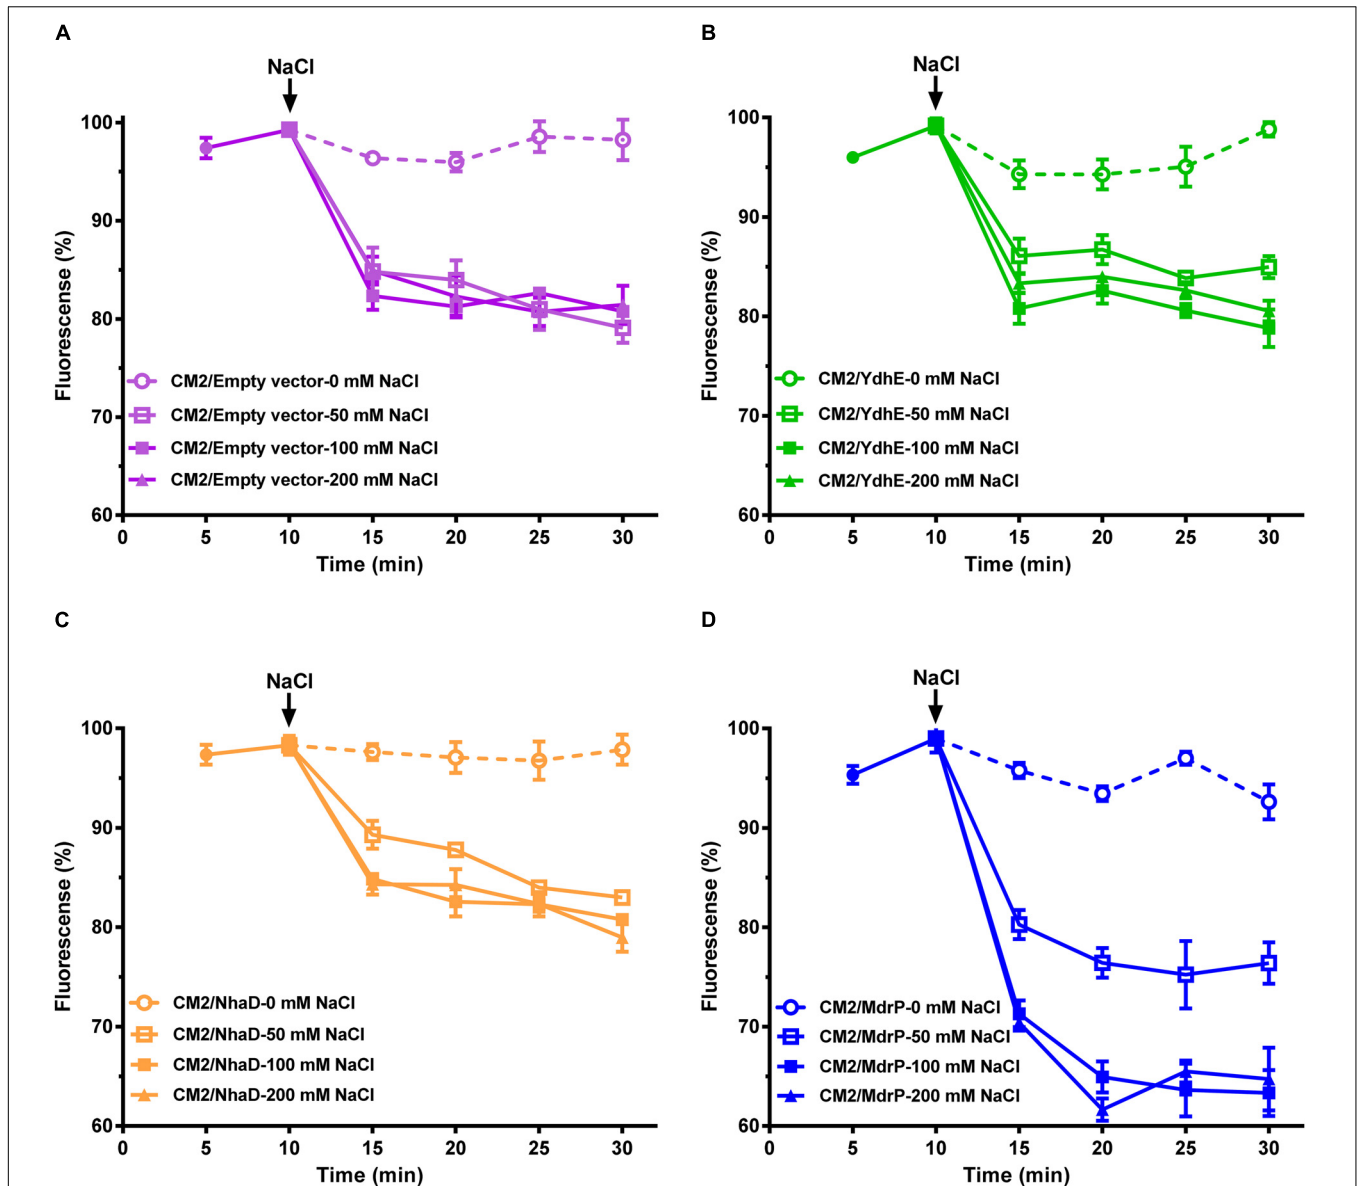 A
NaCl
100
90
80
70
60
Fluorescense (%)
CM2/Empty vector-0 mM NaCl
CM2/Empty vector-50 mM NaCl
CM2/Empty vector-100 mM NaCl
CM2/Empty vector-200 mM NaCl
0 5 10 15 20 25 30
Time (min)
B
NaCl
100
90
80
70
60
Fluorescense (%)
CM2/YdhE-0 mM NaCl
CM2/YdhE-50 mM NaCl
CM2/YdhE-100 mM NaCl
CM2/YdhE-200 mM NaCl
0 5 10 15 20 25 30
Time (min)
C
NaCl
100
90
80
70
60
Fluorescense (%)
CM2/NhaD-0 mM NaCl
CM2/NhaD-50 mM NaCl
CM2/NhaD-100 mM NaCl
CM2/NhaD-200 mM NaCl
0 5 10 15 20 25 30
Time (min)
D
NaCl
100
90
80
70
60
Fluorescense (%)
CM2/MdrP-0 mM NaCl
CM2/MdrP-50 mM NaCl
CM2/MdrP-100 mM NaCl
CM2/MdrP-200 mM NaCl
0 5 10 15 20 25 30
Time (min)